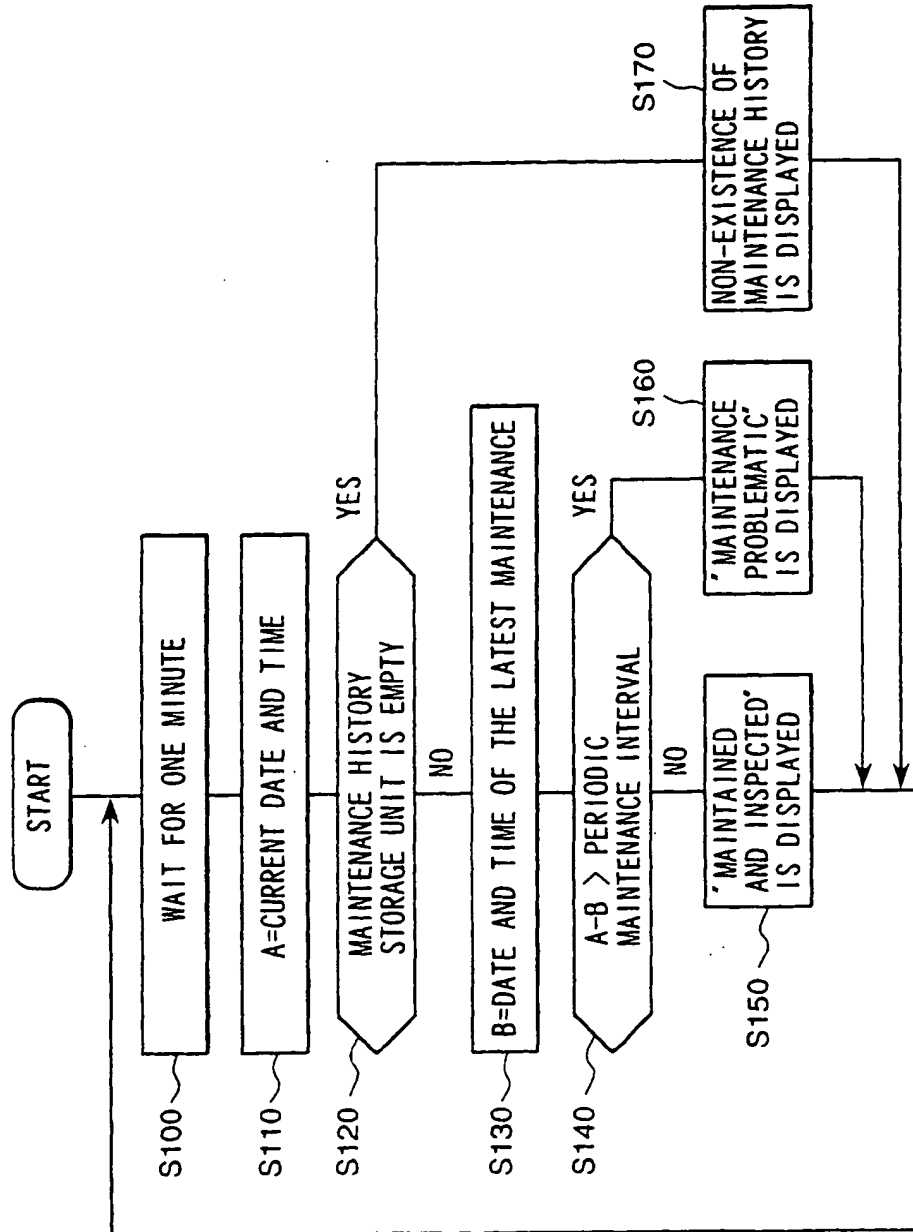 START
S100
WAIT FOR ONE MINUTE
S110
A=CURRENT DATE AND TIME
S120
MAINTENANCE HISTORY
STORAGE UNIT IS EMPTY
YES
NO
S130
B=DATE AND TIME OF THE LATEST MAINTENANCE
S140
A-B > PERIODIC
MAINTENANCE INTERVAL
YES
NO
S150
"MAINTAINED
AND INSPECTED"
IS DISPLAYED
S160
"MAINTENANCE
PROBLEMATIC"
IS DISPLAYED
S170
NON-EXISTENCE OF
MAINTENANCE HISTORY
IS DISPLAYED